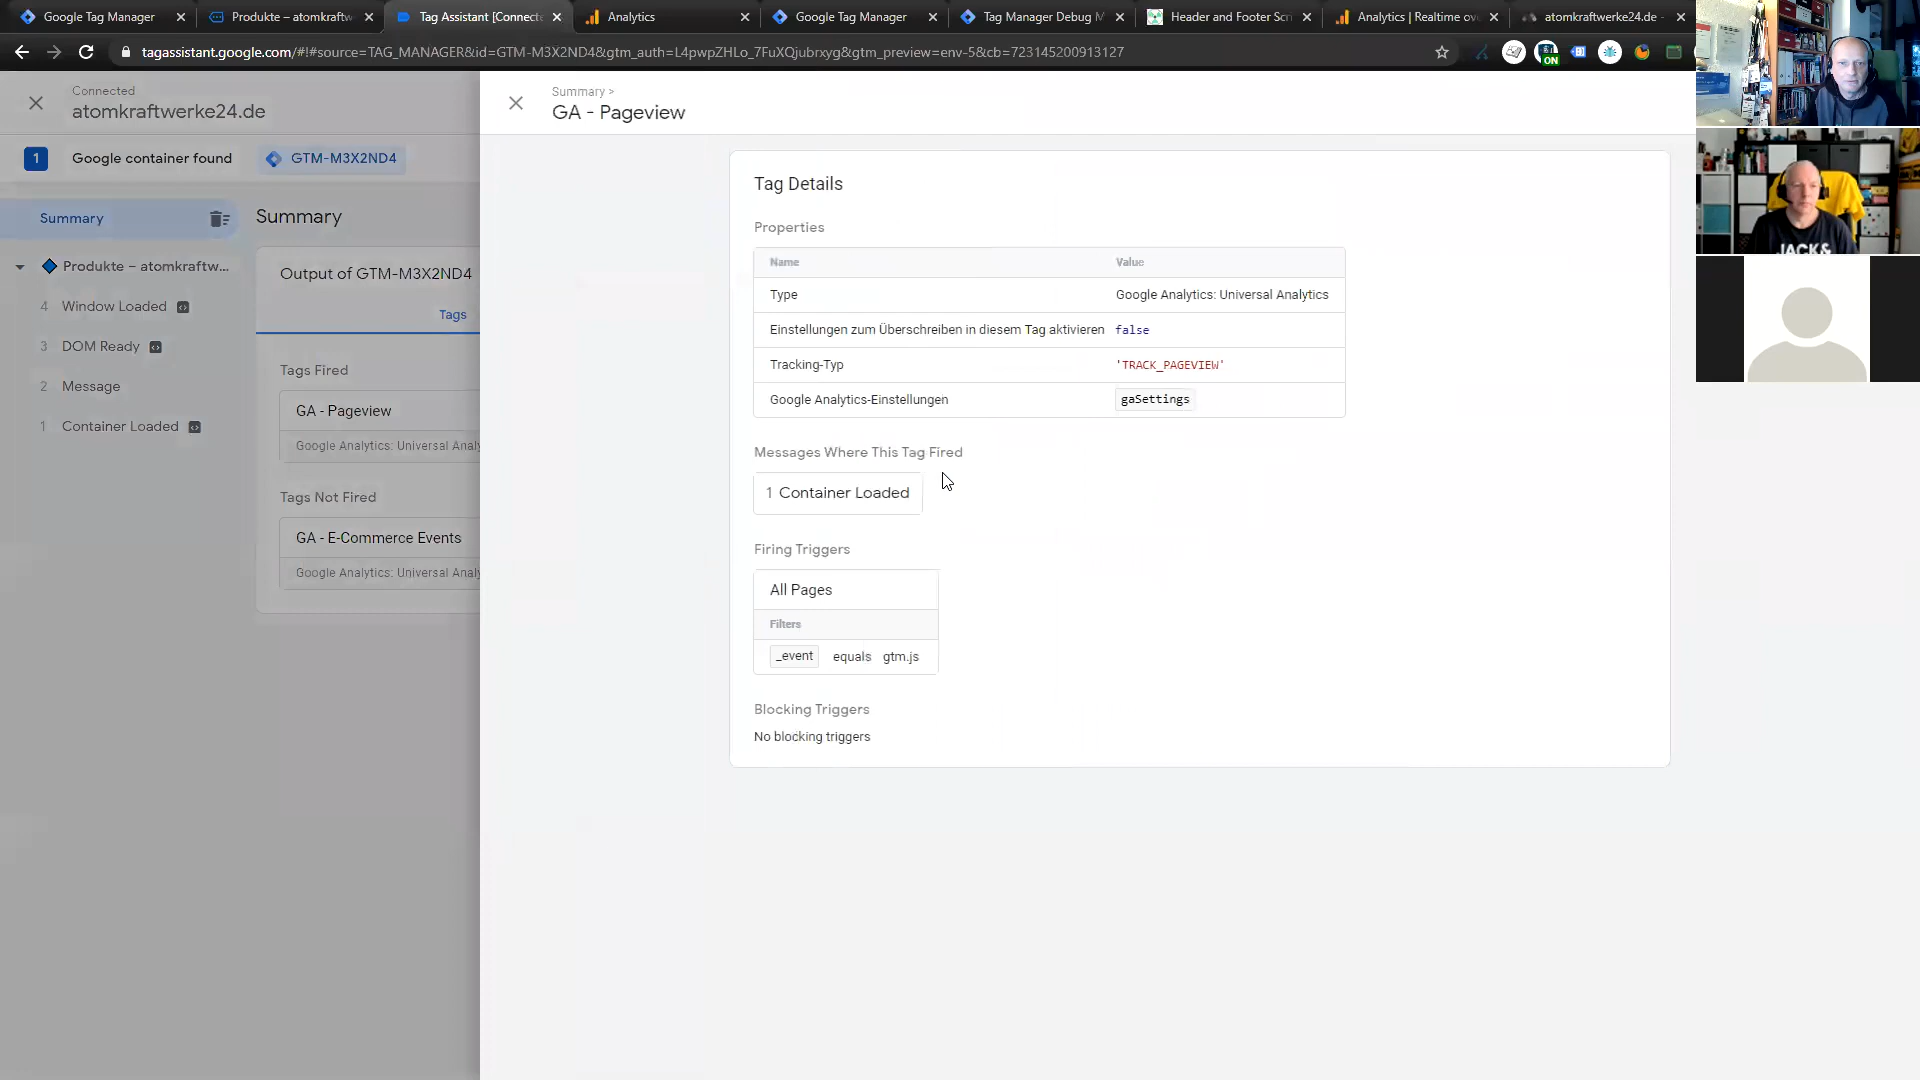 Google Tag Manager
Produkte – atomkraftw
Tag Assistant [Connecte
Analytics
Google Tag Manager
Tag Manager Debug M
Header and Footer Scr
Analytics | Realtime ov
atomkraftwerke24.de -
tagassistant.google.com/#!#source=TAG_MANAGER&id=GTM-M3X2ND4&gtm_auth=L4pwpZHLo_7FuXQjubrxyg&gtm_preview=env-5&cb=723145200913127
ON
Connected
atomkraftwerke24.de
1
Google container found
GTM-M3X2ND4
Summary
Produkte – atomkraftw...
4 Window Loaded
3 DOM Ready
2 Message
1 Container Loaded
Summary
Output of GTM-M3X2ND4
Tags
Tags Fired
GA - Pageview
Google Analytics: Universal Analy
Tags Not Fired
GA - E-Commerce Events
Google Analytics: Universal Analy
Summary >
GA - Pageview
Tag Details
Properties
Name Value
Type Google Analytics: Universal Analytics
Einstellungen zum Überschreiben in diesem Tag aktivieren false
Tracking-Typ 'TRACK_PAGEVIEW'
Google Analytics-Einstellungen gaSettings
Messages Where This Tag Fired
1 Container Loaded
Firing Triggers
All Pages
Filters
_event equals gtm.js
Blocking Triggers
No blocking triggers
JACK&